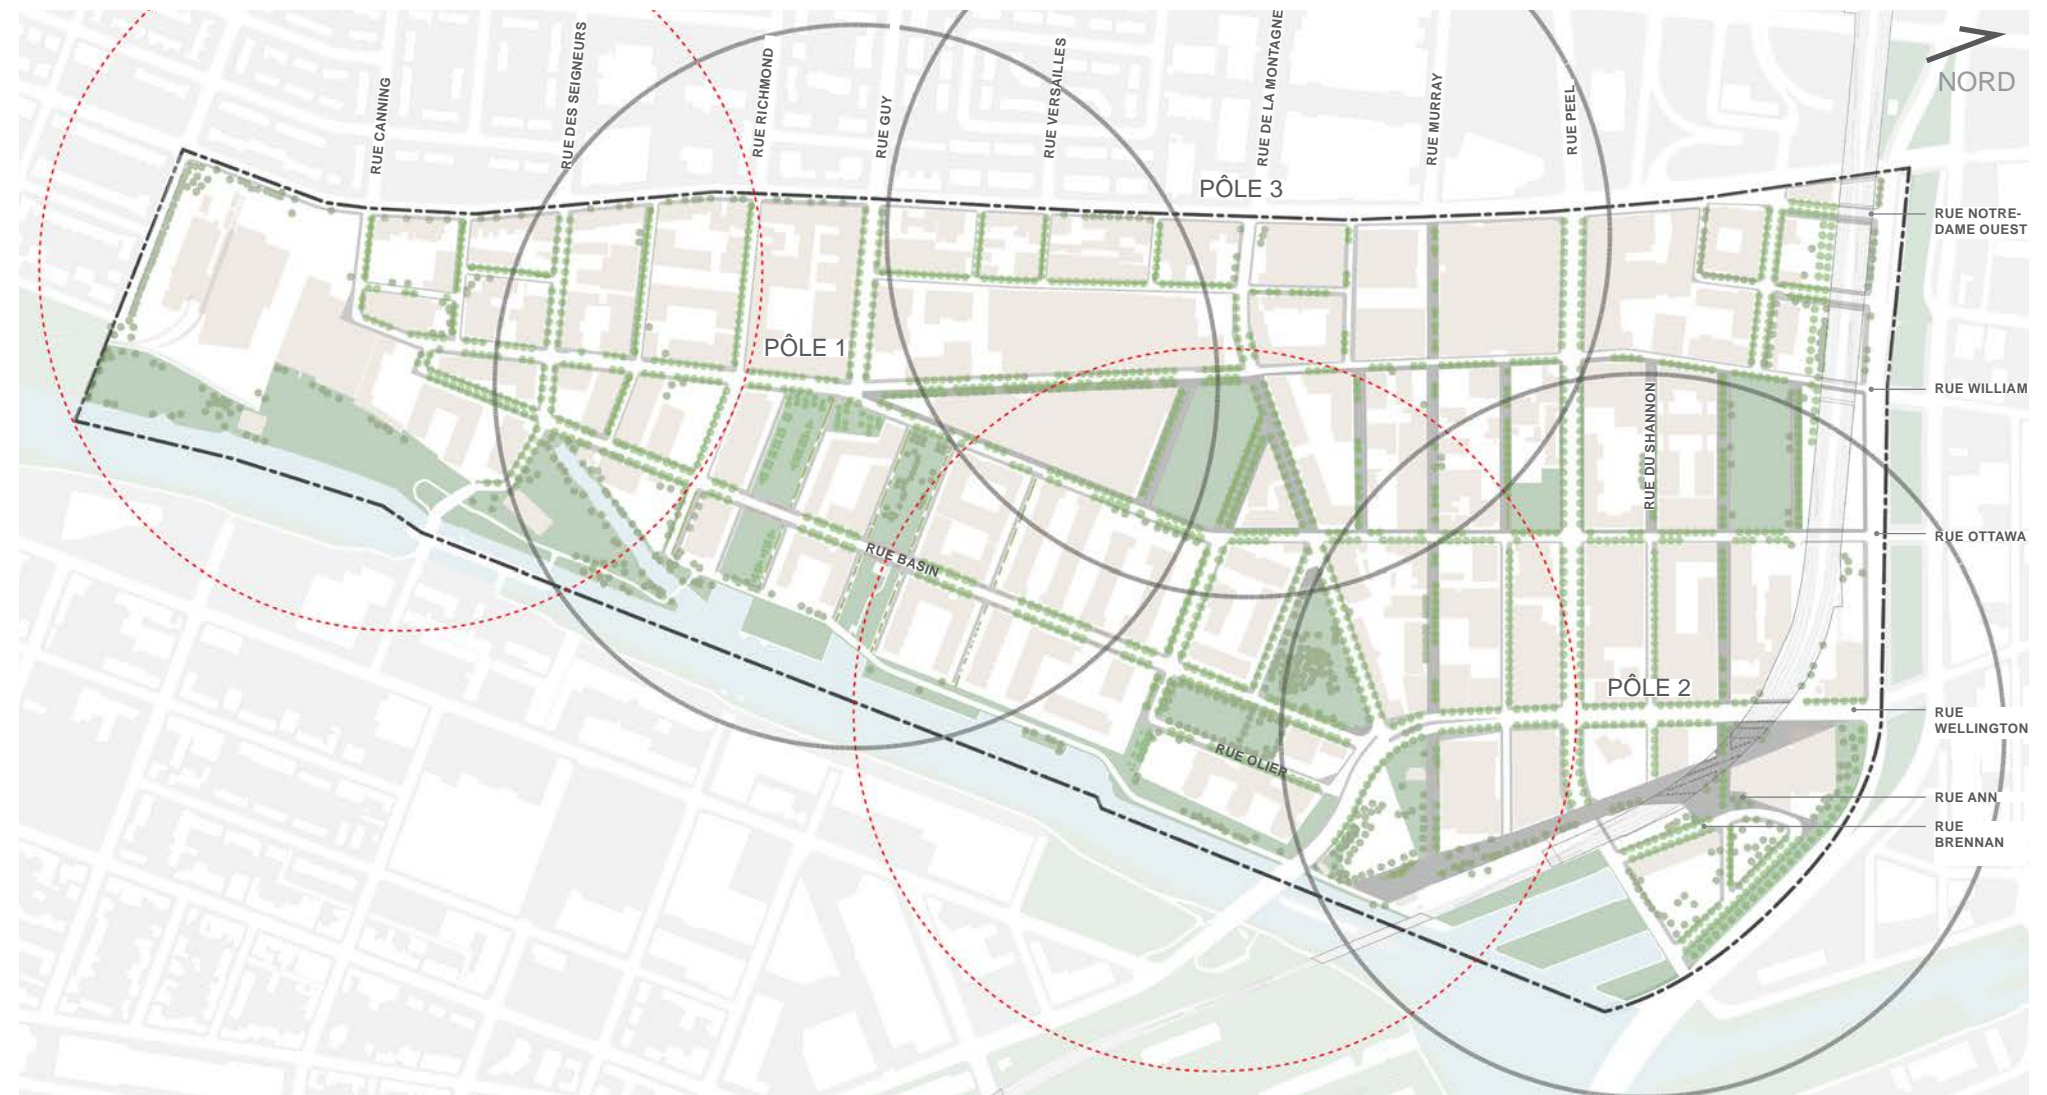 RUE CANNING
RUE DES SEIGNEURS
RUE RICHMOND
RUE GUY
RUE VERSAILLES
RUE DE LA MONTAGNE
RUE MURRAY
RUE PEEL
NORD
PÔLE 3
RUE NOTRE-
DAME OUEST
PÔLE 1
RUE WILLIAM
RUE DU SHANNON
RUE OTTAWA
RUE BASIN
PÔLE 2
RUE
WELLINGTON
RUE OLIER
RUE ANN
RUE
BRENNAN